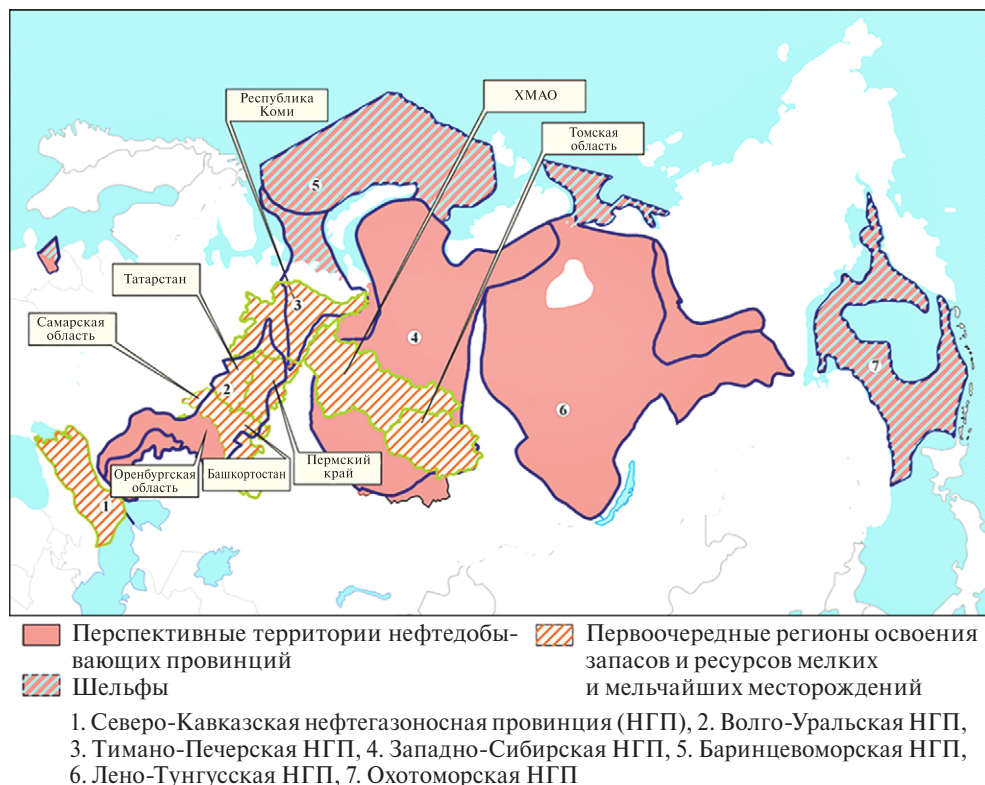 Республика
Коми
ХМАО
Томская
область
5
Татарстан
3
Самарская
область
4
7
2
6
Оренбургская
область
Башкортостан
Пермский
край
1
Перспективные территории нефтедобы-
вающих провинций
Шельфы
Первоочередные регионы освоения
запасов и ресурсов мелких
и мельчайших месторождений
1. Северо-Кавказская нефтегазоносная провинция (НГП), 2. Волго-Уральская НГП,
3. Тимано-Печерская НГП, 4. Западно-Сибирская НГП, 5. Баринцевоморская НГП,
6. Лено-Тунгусская НГП, 7. Охотоморская НГП